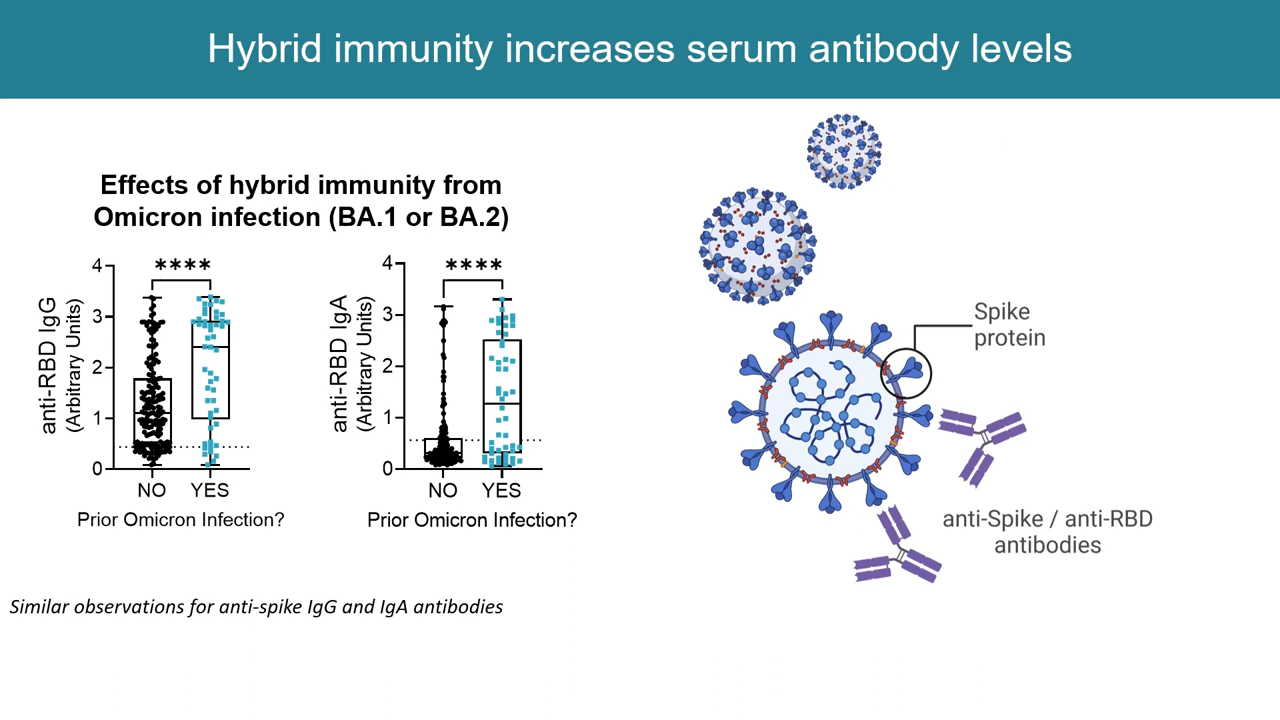 Hybrid immunity increases serum antibody levels
Effects of hybrid immunity from
Omicron infection (BA.1 or BA.2)
anti-RBD IgG
(Arbitrary Units)
4
3
2
1
0
****
NO
YES
Prior Omicron Infection?
anti-RBD IgA
(Arbitrary Units)
4
3
2
1
0
****
NO
YES
Prior Omicron Infection?
Spike
protein
anti-Spike / anti-RBD
antibodies
Similar observations for anti-spike IgG and IgA antibodies